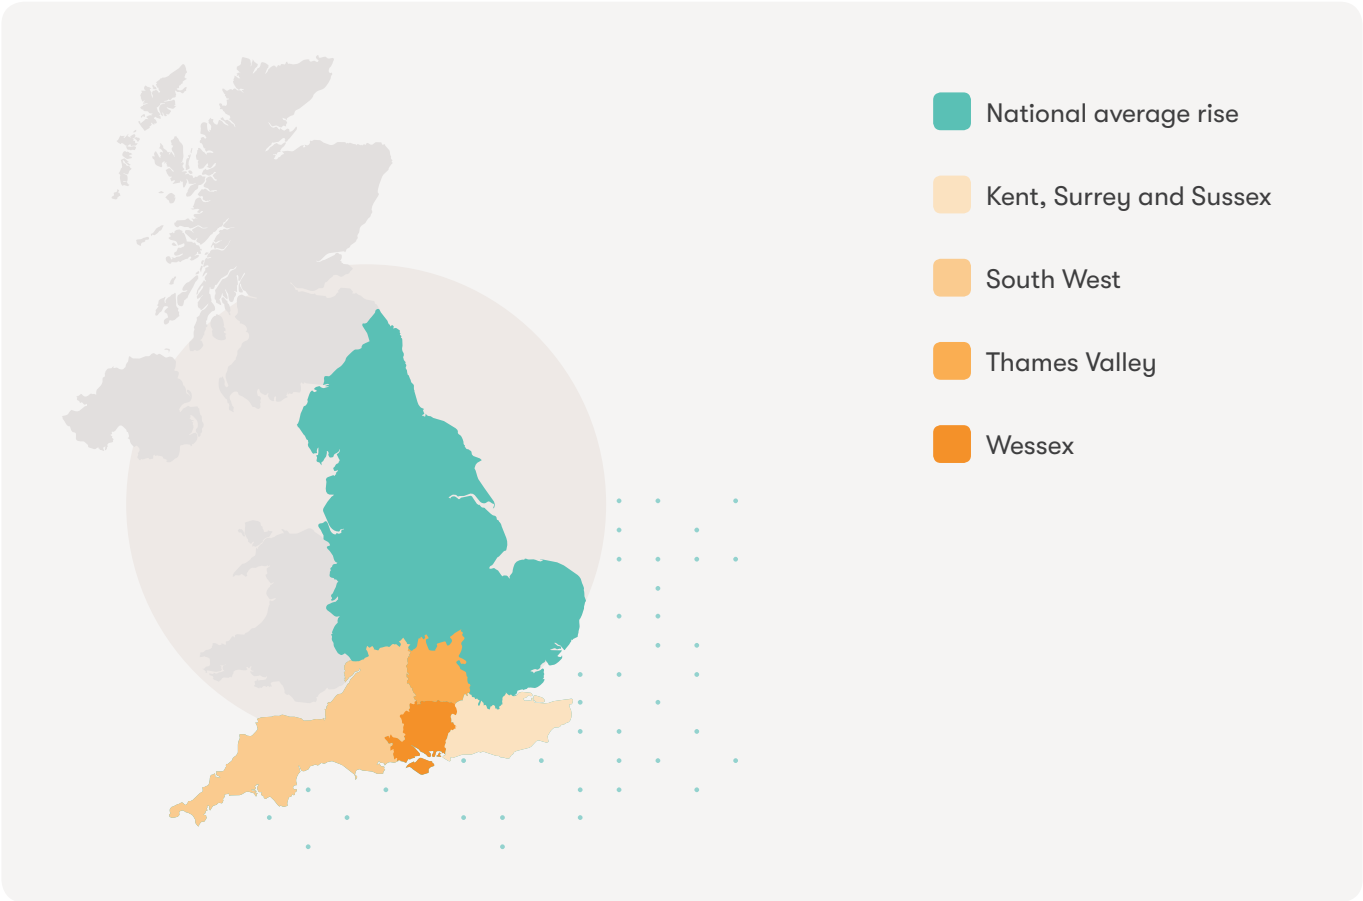 National average rise
Kent, Surrey and Sussex
South West
Thames Valley
Wessex